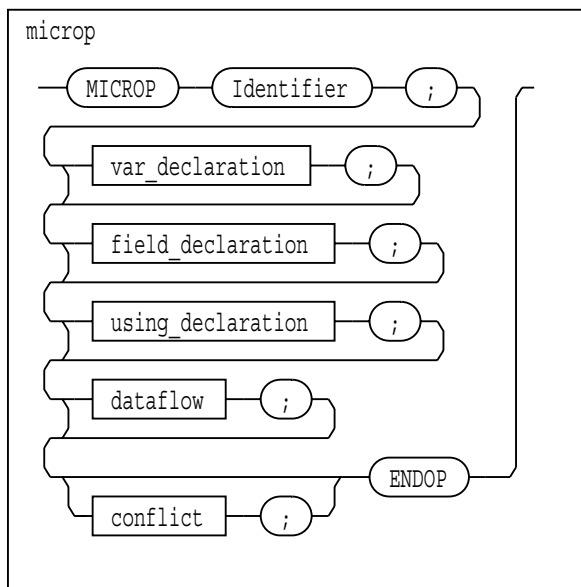 microp
MICROP Identifier ;
var_declaration ;
field_declaration ;
using_declaration ;
dataflow ;
ENDOP
conflict ;